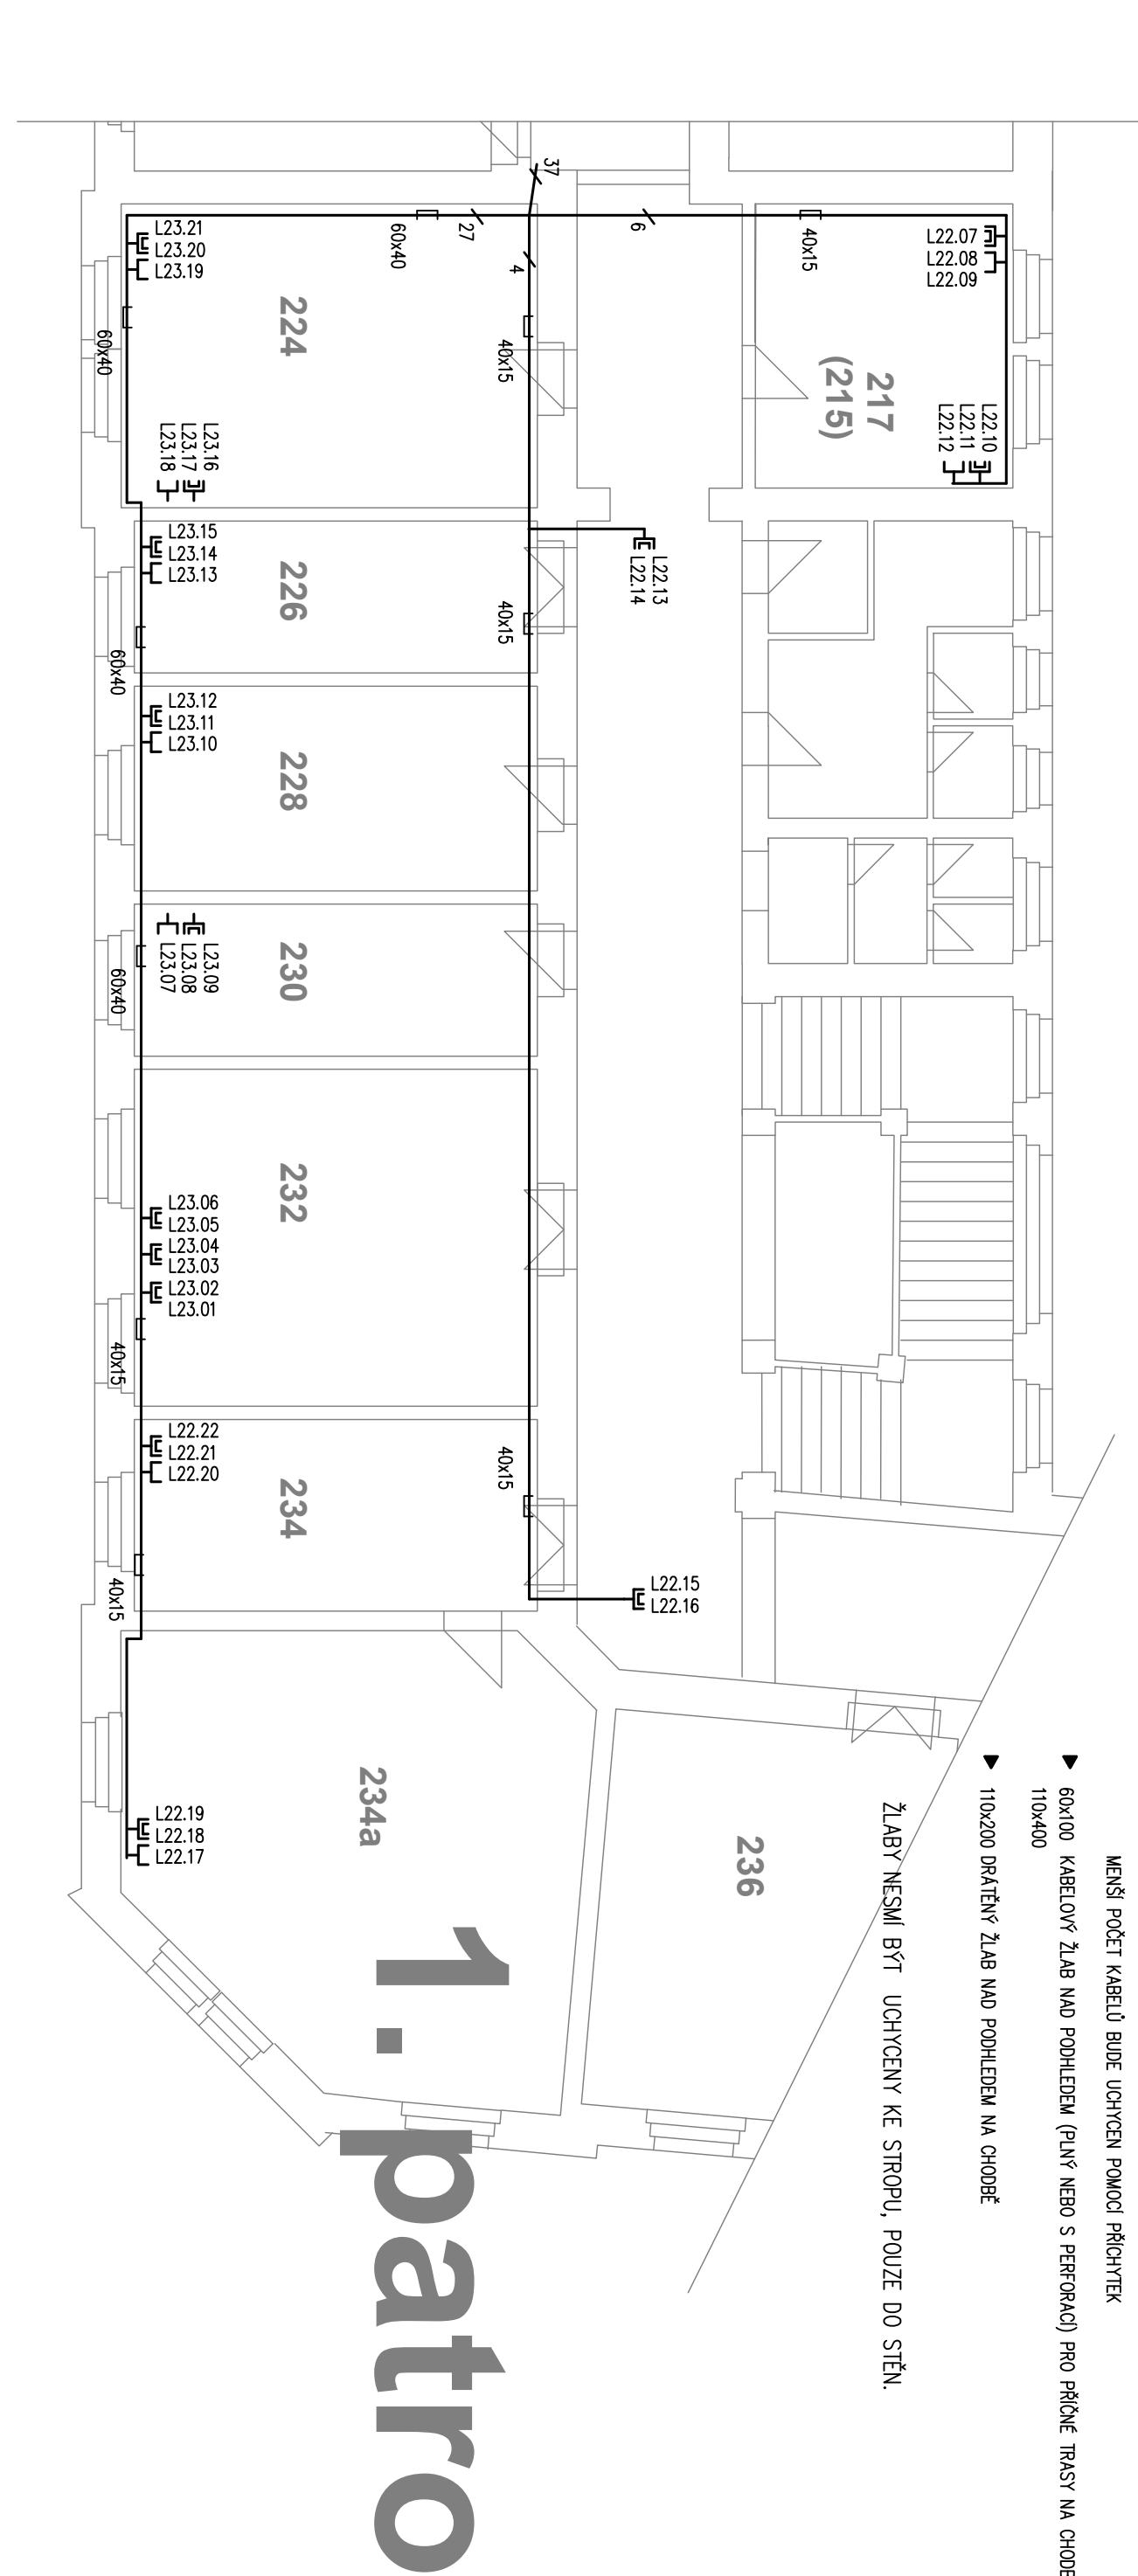 37
27
6
4
60x40
40x15
L23.21
L23.20
L23.19
L22.07
L22.08
L22.09
224
217
(215)
60x40
40x15
L23.16
L23.17
L23.18
L22.10
L22.11
L22.12
L23.15
L23.14
L23.13
226
40x15
L22.13
L22.14
60x40
L23.12
L23.11
L23.10
228
L23.09
L23.08
L23.07
230
60x40
232
L23.06
L23.05
L23.04
L23.03
L23.02
L23.01
40x15
L22.22
L22.21
L22.20
234
40x15
40x15
L22.15
L22.16
234a
236
L22.19
L22.18
L22.17
MENŠÍ POČET KABELŮ BUDE UCHYCEN POMOCÍ PŘÍCHYTEK
60x100 KABELOVÝ ŽLAB NAD PODHLEDEM (PLNÝ NEBO S PERFORACÍ) PRO PŘÍČNÉ TRASY NA CHODB
110x400
110x200 DRÁTĚNÝ ŽLAB NAD PODHLEDEM NA CHODBĚ
ŽLABY NESMÍ BÝT UCHYCENY KE STROPU, POUZE DO STĚN.
1. patro